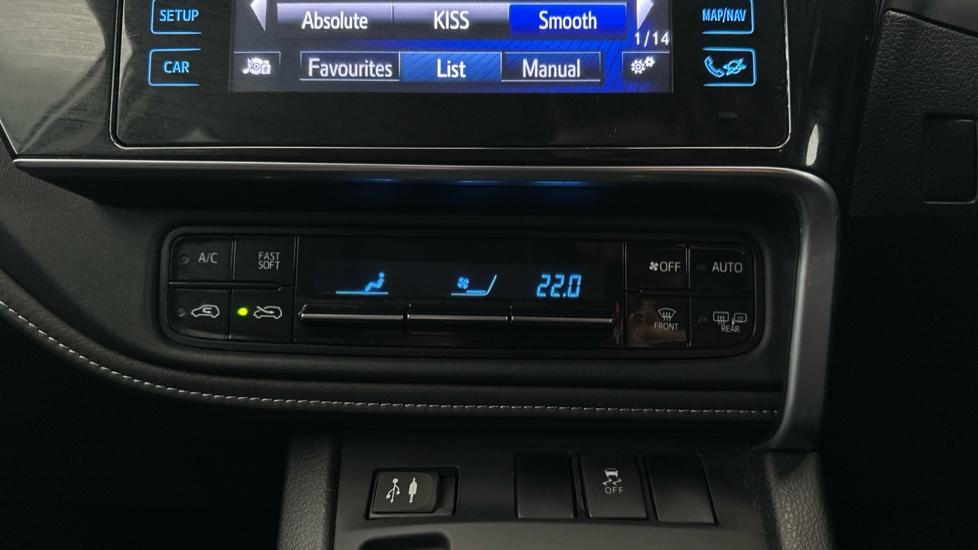 SETUP
Absolute KISS Smooth
MAP/NAV
1/14
CAR
Favourites List Manual
A/C
FAST
SOFT
22.0
OFF
AUTO
FRONT
REAR
OFF